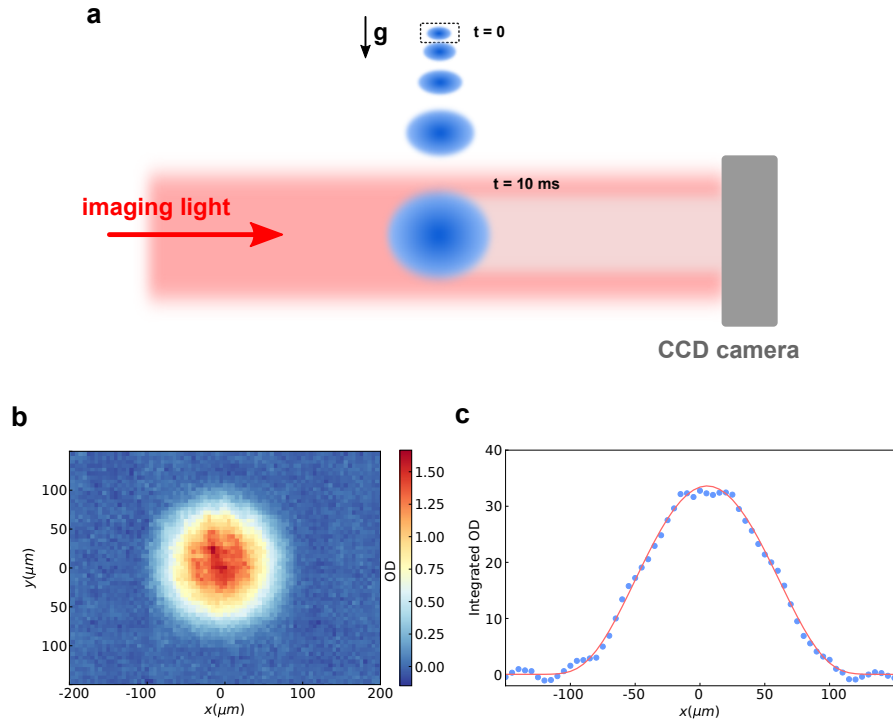 a
g
t = 0
t = 10 ms
imaging light
CCD camera
b
100
50
0
50
100
y(μm)
-200
-100
0
100
200
x(μm)
1.50
1.25
1.00
0.75
0.50
0.25
0.00
OD
c
40
30
20
10
0
Integrated OD
-100
-50
0
50
100
x(μm)